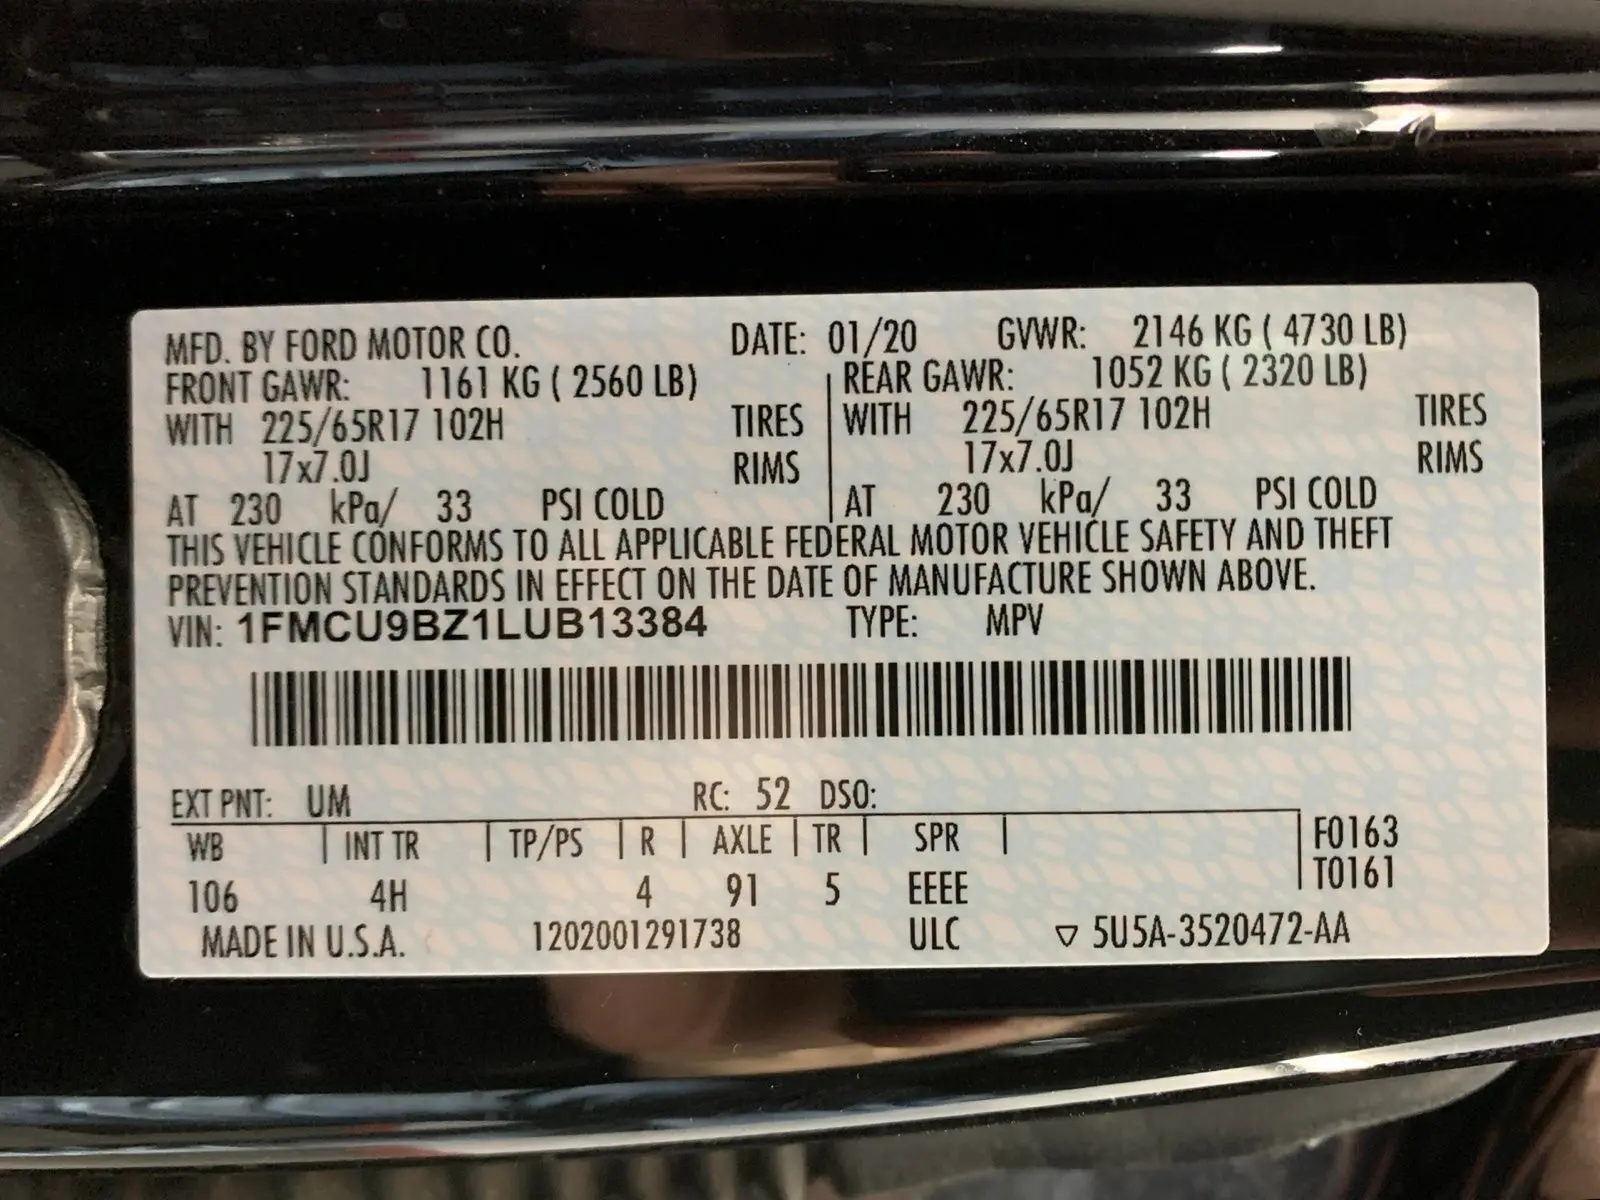 MFD. BY FORD MOTOR CO. DATE: 01/20 GVWR: 2146 KG ( 4730 LB)
FRONT GAWR: 1161 KG ( 2560 LB) REAR GAWR: 1052 KG ( 2320 LB)
WITH 225/65R17 102H TIRES WITH 225/65R17 102H TIRES
17x7.0J RIMS 17x7.0J RIMS
AT 230 kPa/ 33 PSI COLD AT 230 kPa/ 33 PSI COLD
THIS VEHICLE CONFORMS TO ALL APPLICABLE FEDERAL MOTOR VEHICLE SAFETY AND THEFT
PREVENTION STANDARDS IN EFFECT ON THE DATE OF MANUFACTURE SHOWN ABOVE.
VIN: 1FMCU9BZ1LUB13384 TYPE: MPV
EXT PNT: UM RC: 52 DSO:
WB INT TR TP/PS R AXLE TR SPR F0163
T0161
106 4H 4 91 5 EEEE
MADE IN U.S.A. 1202001291738 ULC ▽ 5U5A-3520472-AA